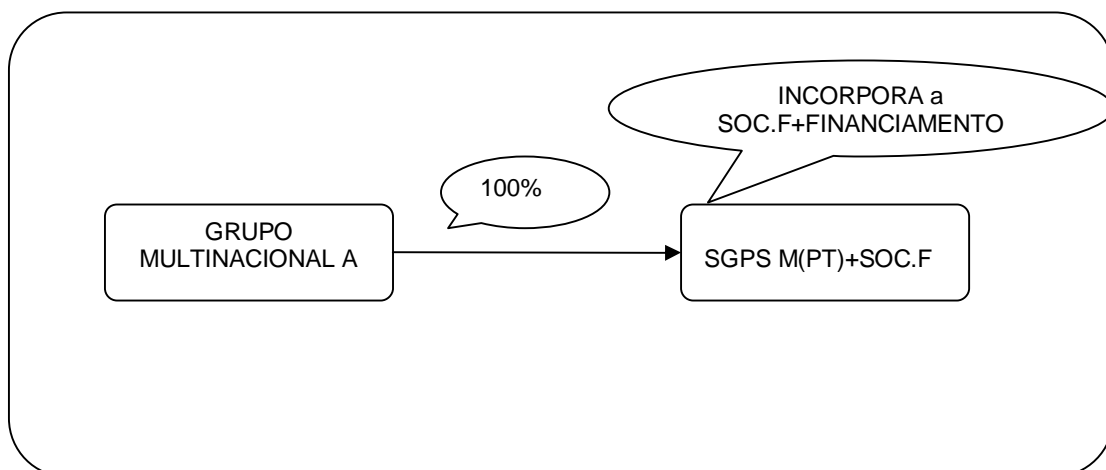 INCORPORA a
SOC.F+FINANCIAMENTO
100%
GRUPO
MULTINACIONAL A
SGPS M(PT)+SOC.F